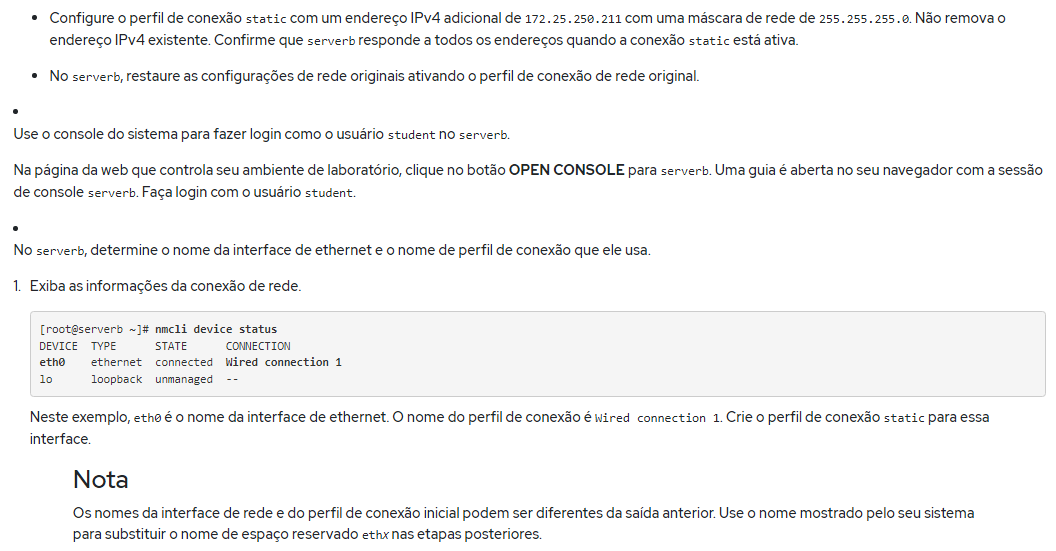 • Configure o perfil de conexão static com um endereço IPv4 adicional de 172.25.250.211 com uma máscara de rede de 255.255.255.0. Não remova o
endereço IPv4 existente. Confirme que serverb responde a todos os endereços quando a conexão static está ativa.
• No serverb, restaure as configurações de rede originais ativando o perfil de conexão de rede original.
•
Use o console do sistema para fazer login como o usuário student no serverb.
Na página da web que controla seu ambiente de laboratório, clique no botão OPEN CONSOLE para serverb. Uma guia é aberta no seu navegador com a sessão
de console serverb. Faça login com o usuário student.
•
No serverb, determine o nome da interface de ethernet e o nome de perfil de conexão que ele usa.
1. Exiba as informações da conexão de rede.
[root@serverb ~]# nmcli device status
DEVICE  TYPE      STATE      CONNECTION
eth0    ethernet  connected  Wired connection 1
lo      loopback  unmanaged  --
Neste exemplo, eth0 é o nome da interface de ethernet. O nome do perfil de conexão é Wired connection 1. Crie o perfil de conexão static para essa
interface.
Nota
Os nomes da interface de rede e do perfil de conexão inicial podem ser diferentes da saída anterior. Use o nome mostrado pelo seu sistema
para substituir o nome de espaço reservado ethx nas etapas posteriores.